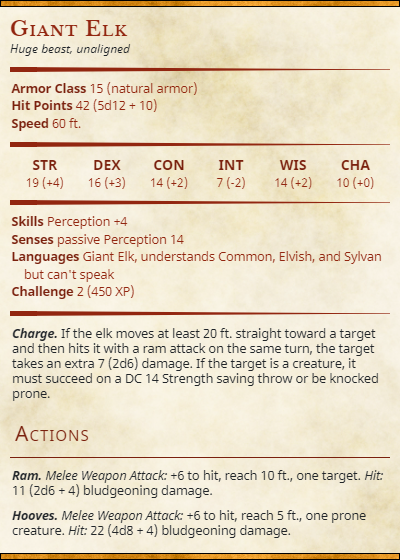 Giant Elk
Huge beast, unaligned
Armor Class 15 (natural armor)
Hit Points 42 (5d12 + 10)
Speed 60 ft.
STR DEX CON INT WIS CHA
19 (+4) 16 (+3) 14 (+2) 7 (-2) 14 (+2) 10 (+0)
Skills Perception +4
Senses passive Perception 14
Languages Giant Elk, understands Common, Elvish, and Sylvan
but can't speak
Challenge 2 (450 XP)
Charge. If the elk moves at least 20 ft. straight toward a target
and then hits it with a ram attack on the same turn, the target
takes an extra 7 (2d6) damage. If the target is a creature, it
must succeed on a DC 14 Strength saving throw or be knocked
prone.
Actions
Ram. Melee Weapon Attack: +6 to hit, reach 10 ft., one target. Hit:
11 (2d6 + 4) bludgeoning damage.
Hooves. Melee Weapon Attack: +6 to hit, reach 5 ft., one prone
creature. Hit: 22 (4d8 + 4) bludgeoning damage.